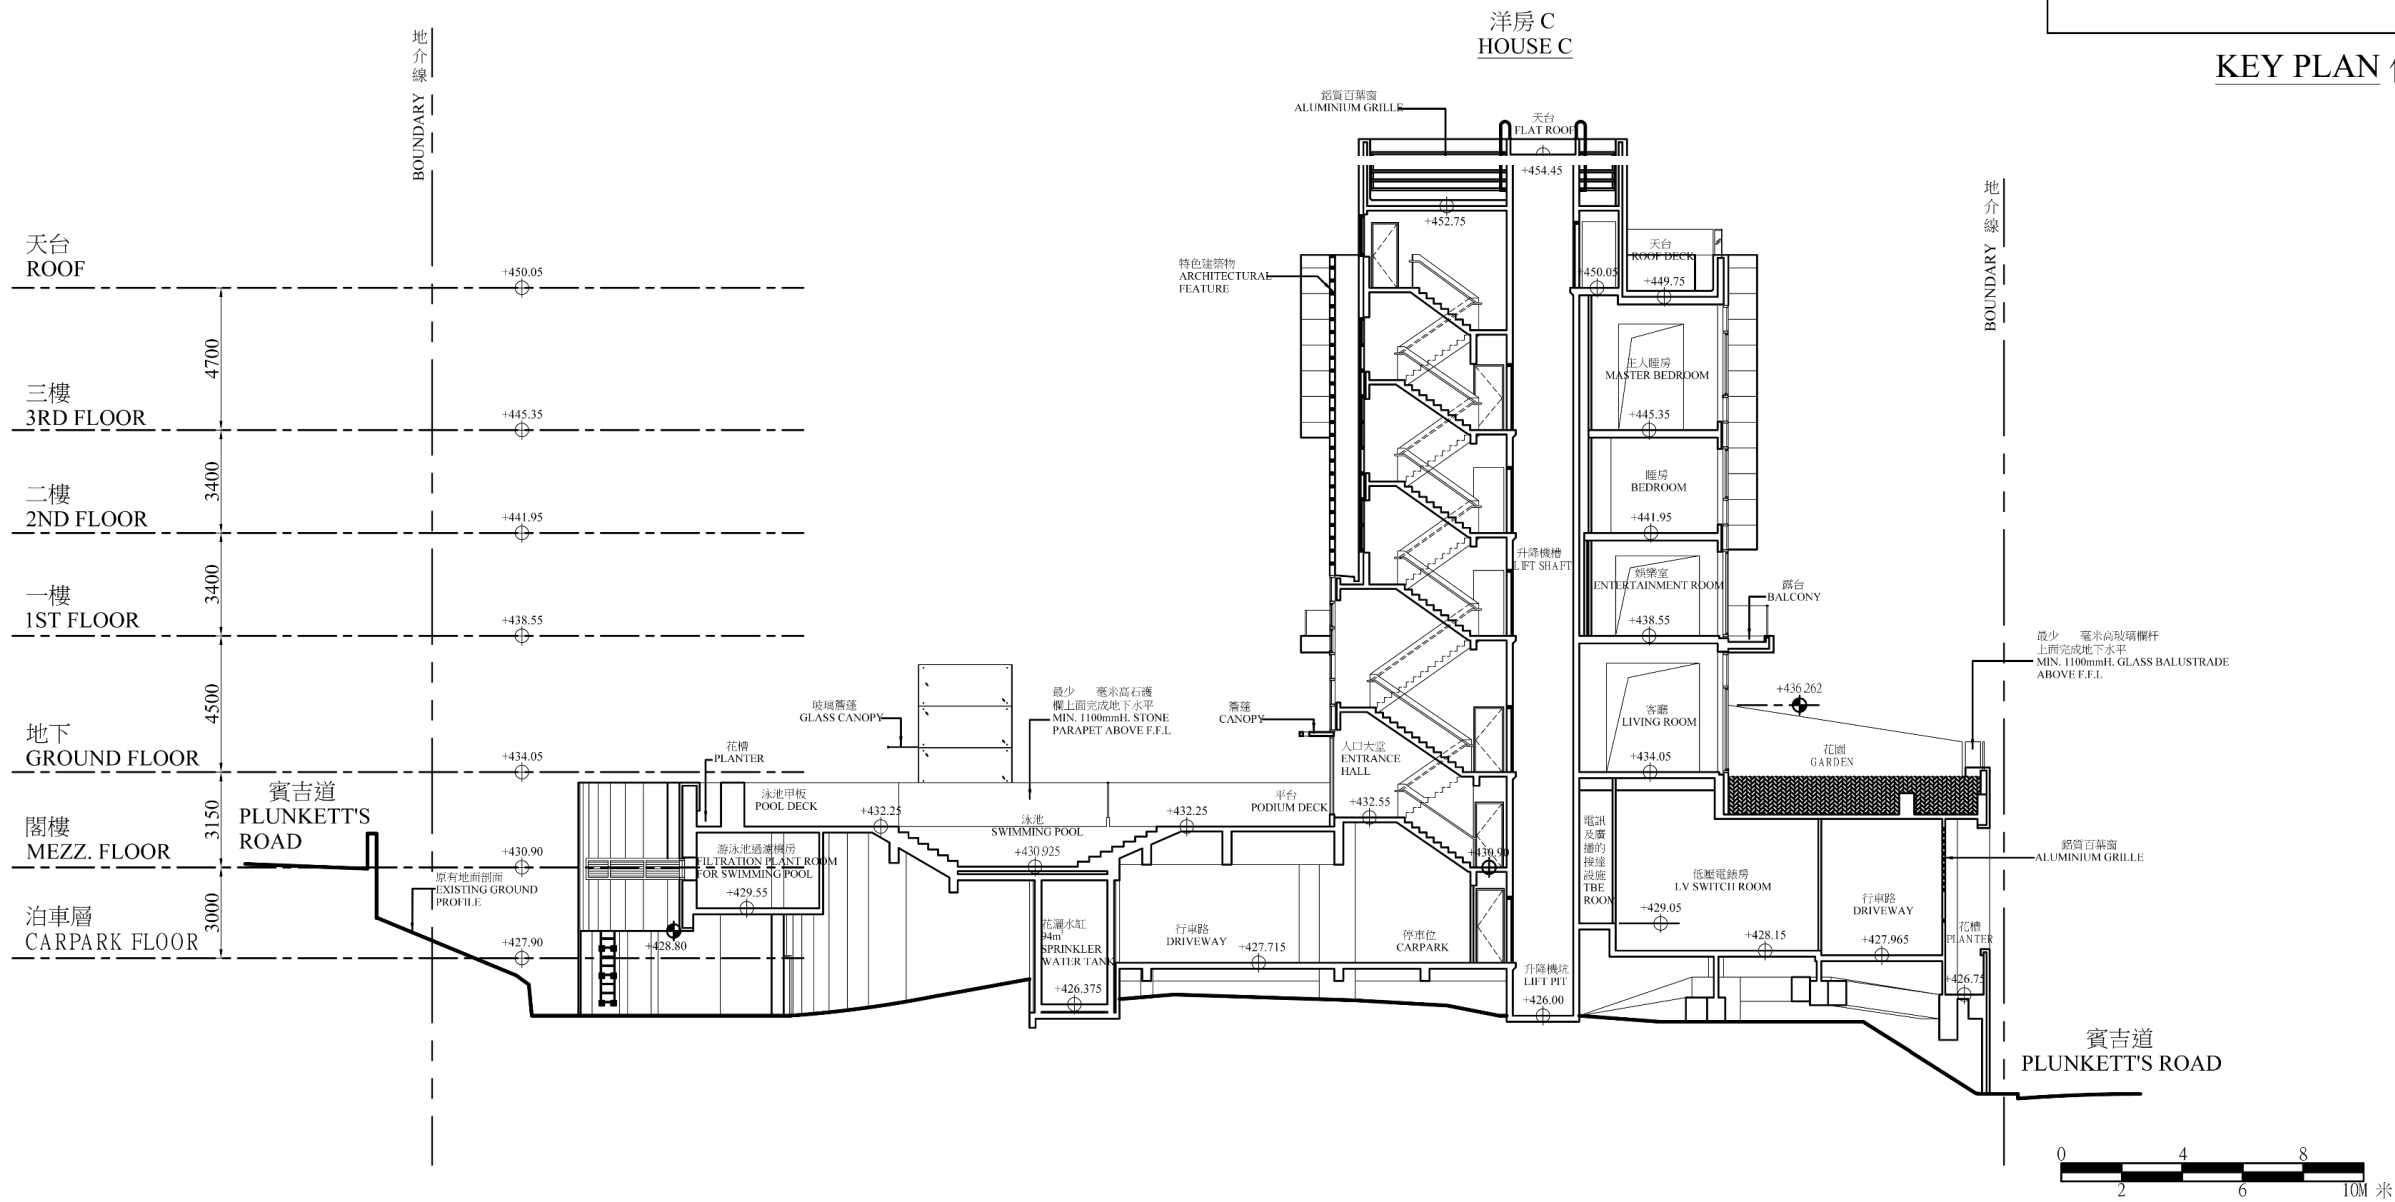 洋房 C
HOUSE C
KEY PLAN
地介線 BOUNDARY
地介線 BOUNDARY
鋁質百葉窗
ALUMINIUM GRILLE
天台
FLAT ROOF
+454.45
+452.75
特色建築物
ARCHITECTURAL
FEATURE
天台
ROOF DECK
+450.05
+449.75
天台
ROOF
+450.05
4700
三樓
3RD FLOOR
+445.35
3400
二樓
2ND FLOOR
+441.95
3400
一樓
1ST FLOOR
+438.55
4500
地下
GROUND FLOOR
+434.05
3150
閣樓
MEZZ. FLOOR
+430.90
3000
泊車層
CARPARK FLOOR
+427.90
賓吉道
PLUNKETT'S
ROAD
原有地面剖面
EXISTING GROUND
PROFILE
主人睡房
MASTER BEDROOM
+445.35
睡房
BEDROOM
+441.95
升降機槽
LIFT SHAFT
娛樂室
ENTERTAINMENT ROOM
+438.55
露台
BALCONY
客廳
LIVING ROOM
+434.05
+436.262
最少 毫米高玻璃欄杆
上面完成地下水平
MIN. 1100mmH. GLASS BALUSTRADE
ABOVE F.F.L
花園
GARDEN
玻璃簷篷
GLASS CANOPY
最少 毫米高石護
欄上面完成地下水平
MIN. 1100mmH. STONE
PARAPET ABOVE F.F.L
簷篷
CANOPY
花槽
PLANTER
泳池甲板
POOL DECK
+432.25
泳池
SWIMMING POOL
+430.925
+432.25
平台
PODIUM DECK
入口大堂
ENTRANCE
HALL
+432.55
+430.90
游泳池過濾機房
FILTRATION PLANT ROOM
FOR SWIMMING POOL
+429.55
+428.80
花灑水缸
94m³
SPRINKLER
WATER TANK
+426.375
行車路
DRIVEWAY
+427.715
停車位
CARPARK
升降機坑
LIFT PIT
+426.00
電訊
及廣
播的
接達
設施
TBE
ROOM
低壓電錶房
LV SWITCH ROOM
+429.05
+428.15
行車路
DRIVEWAY
+427.965
鋁質百葉窗
ALUMINIUM GRILLE
花槽
PLANTER
+426.75
賓吉道
PLUNKETT'S ROAD
0 4 8
2 6 10M 米